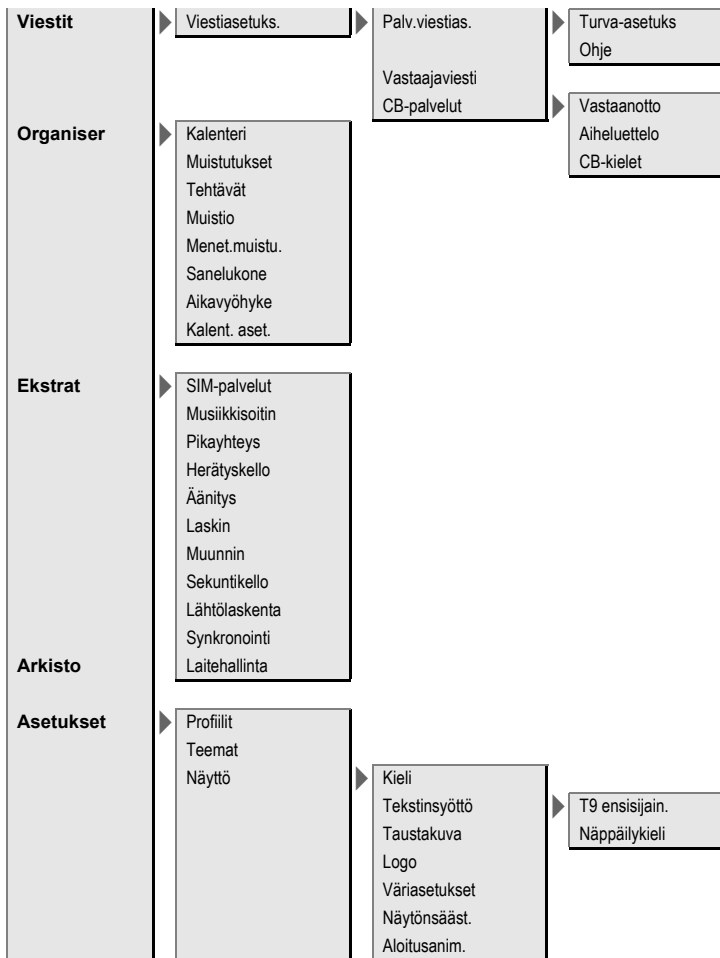 Viestit
Viestiasetuks.
Palv.viestias.
Turva-asetuks
Ohje
Vastaajaviesti
CB-palvelut
Vastaanotto
Aiheluettelo
CB-kielet
Organiser
Kalenteri
Muistutukset
Tehtävät
Muistio
Menet.muistu.
Sanelukone
Aikavyöhyke
Kalent. aset.
Ekstrat
SIM-palvelut
Musiikkisoitin
Pikayhteys
Herätyskello
Äänitys
Laskin
Muunnin
Sekuntikello
Lähtölaskenta
Synkronointi
Laitehallinta
Arkisto
Asetukset
Profiilit
Teemat
Näyttö
Kieli
Tekstinsyöttö
T9 ensisijain.
Näppäilykieli
Taustakuva
Logo
Väriasetukset
Näytönsääst.
Aloitusanim.